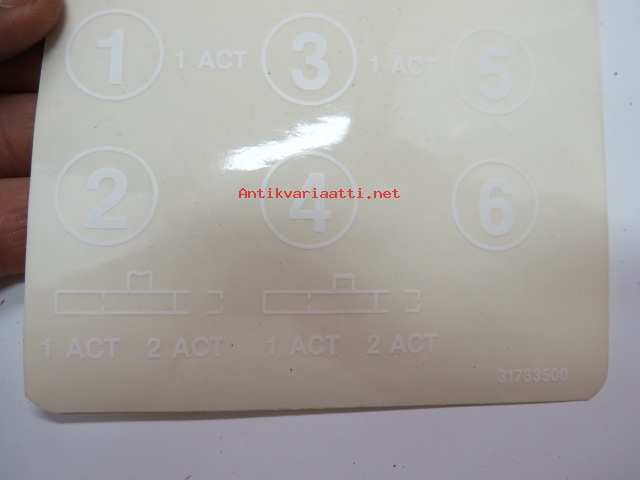 1 1 ACT 3 1 ACT 5
2 4 6
Antikvariaatti.net
1 ACT 2 ACT 1 ACT 2 ACT
31783500